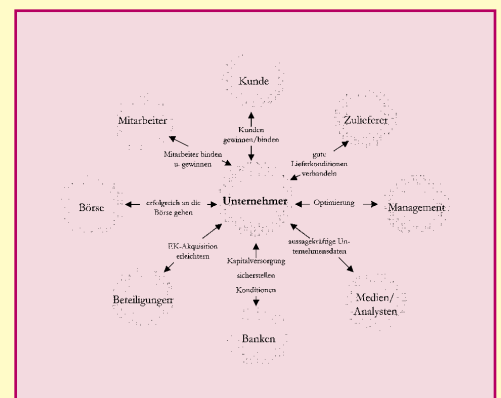 Kunde
Mitarbeiter
Zulieferer
Kunden
gewinnen/binden
Mitarbeiter binden
u. gewinnen
gute
Lieferkonditionen
verhandeln
Börse
erfolgreich an die
Börse gehen
Unternehmer
Optimierung
Management
EK-Akquisition
erleichtern
Kapitalversorgung
sicherstellen
Konditionen
aussagekräftige Un-
ternehmensdaten
Beteiligungen
Medien/
Analysten
Banken